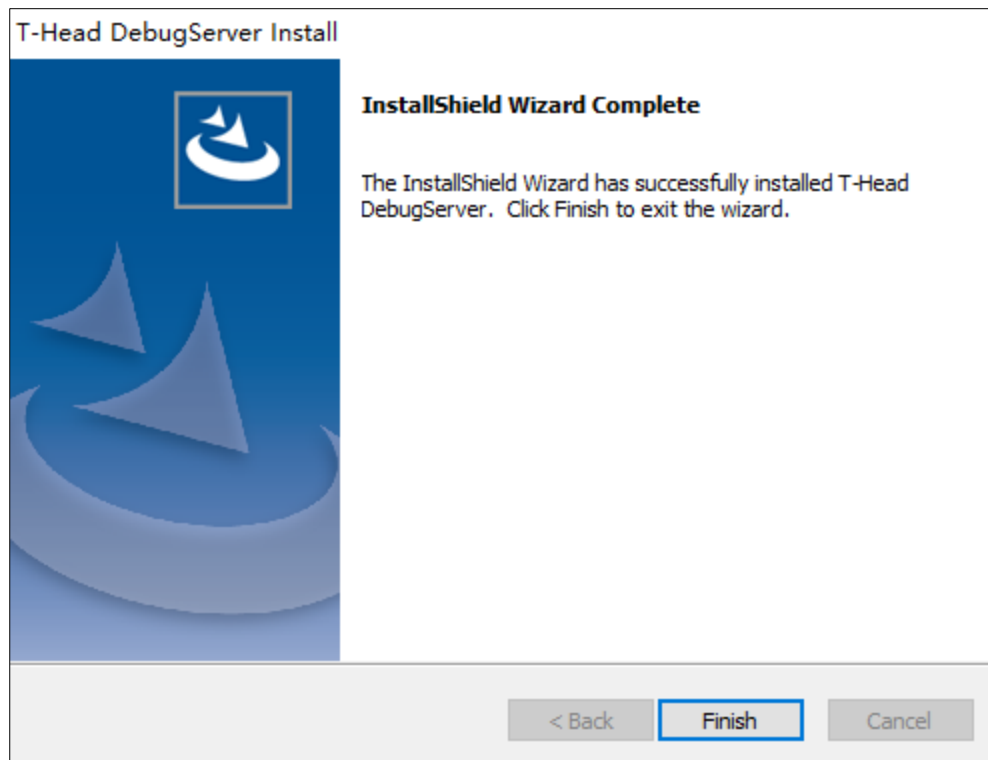 T-Head DebugServer Install
InstallShield Wizard Complete
The InstallShield Wizard has successfully installed T-Head
DebugServer. Click Finish to exit the wizard.
< Back
Finish
Cancel